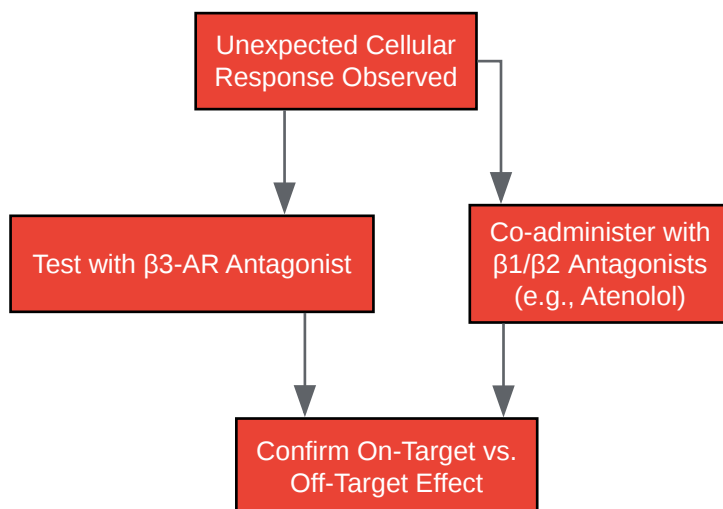 Unexpected Cellular
Response Observed
Test with β3-AR Antagonist
Co-administer with
β1/β2 Antagonists
(e.g., Atenolol)
Confirm On-Target vs.
Off-Target Effect